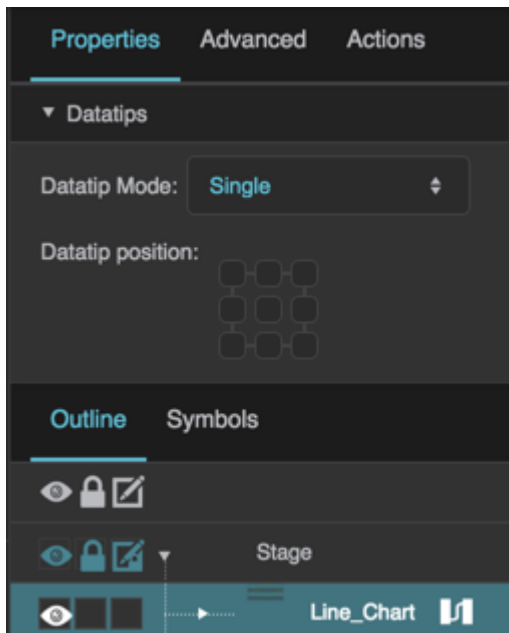 Properties Advanced Actions
Datatips
Datatip Mode: Single
Datatip position:
Outline Symbols
Stage
Line_Chart